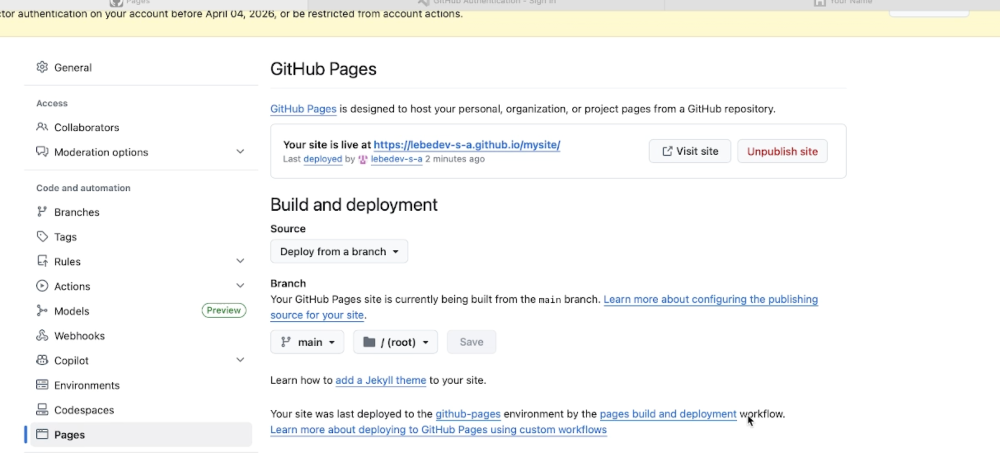 Pages
GitHub Authentication - Sign in
Your Name
tor authentication on your account before April 04, 2026, or be restricted from account actions.
General
Access
Collaborators
Moderation options
Code and automation
Branches
Tags
Rules
Actions
Models Preview
Webhooks
Copilot
Environments
Codespaces
Pages
GitHub Pages
GitHub Pages is designed to host your personal, organization, or project pages from a GitHub repository.
Your site is live at https://lebedev-s-a.github.io/mysite/
Last deployed by lebedev-s-a 2 minutes ago
Visit site
Unpublish site
Build and deployment
Source
Deploy from a branch
Branch
Your GitHub Pages site is currently being built from the main branch. Learn more about configuring the publishing
source for your site.
main
/ (root)
Save
Learn how to add a Jekyll theme to your site.
Your site was last deployed to the github-pages environment by the pages build and deployment workflow.
Learn more about deploying to GitHub Pages using custom workflows